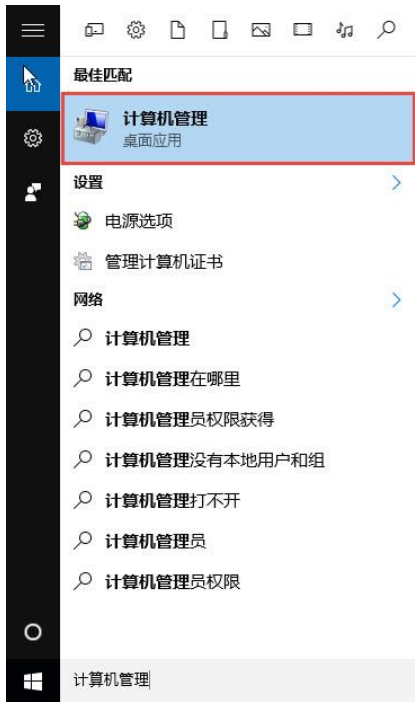 最佳匹配
计算机管理
桌面应用
设置
电源选项
管理计算机证书
网络
计算机管理
计算机管理在哪里
计算机管理员权限获得
计算机管理没有本地用户和组
计算机管理打不开
计算机管理员
计算机管理员权限
计算机管理